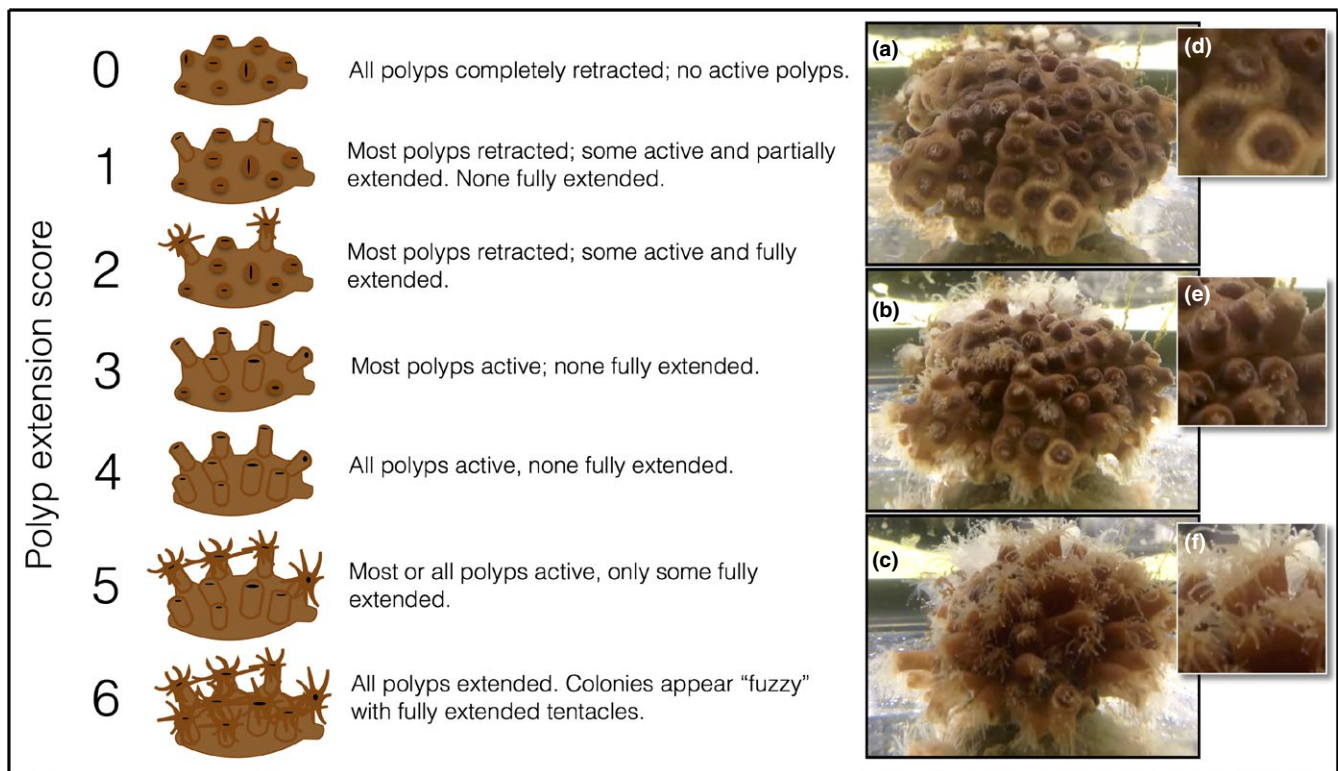 Polyp extension score
0
All polyps completely retracted; no active polyps.
1
Most polyps retracted; some active and partially
extended. None fully extended.
2
Most polyps retracted; some active and fully
extended.
3
Most polyps active; none fully extended.
4
All polyps active, none fully extended.
5
Most or all polyps active, only some fully
extended.
6
All polyps extended. Colonies appear “fuzzy”
with fully extended tentacles.
(a)
(d)
(b)
(e)
(c)
(f)